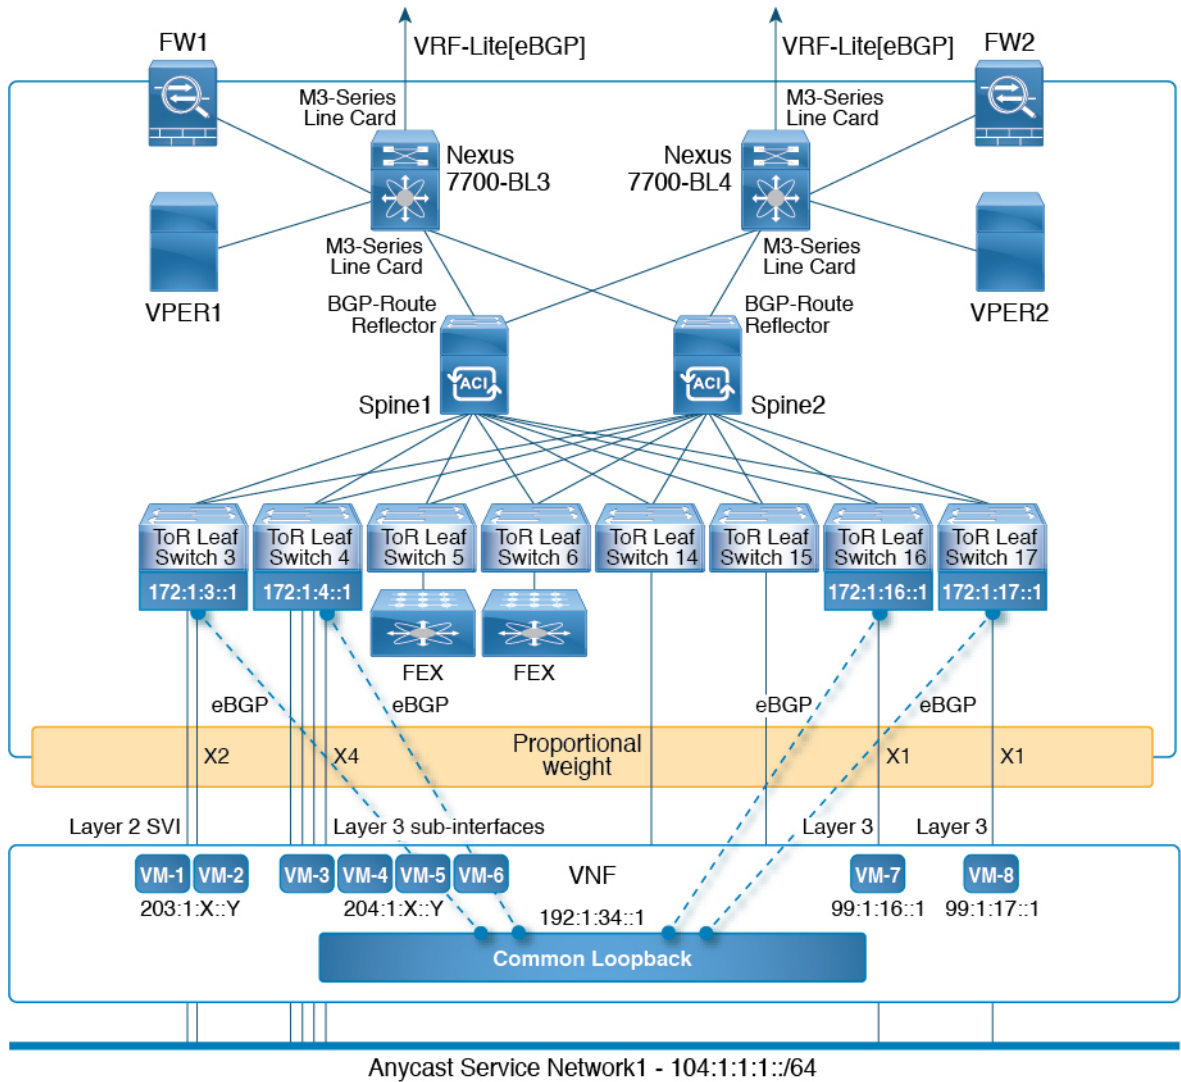 VRF-Lite[eBGP]
VRF-Lite[eBGP]
FW1
FW2
M3-Series
Line Card
M3-Series
Line Card
Nexus
7700-BL3
Nexus
7700-BL4
M3-Series
Line Card
M3-Series
Line Card
VPER1
VPER2
BGP-Route
Reflector
BGP-Route
Reflector
ACI
ACI
Spine1
Spine2
ToR Leaf
Switch 3
ToR Leaf
Switch 4
ToR Leaf
Switch 5
ToR Leaf
Switch 6
ToR Leaf
Switch 14
ToR Leaf
Switch 15
ToR Leaf
Switch 16
ToR Leaf
Switch 17
172:1:3::1
172:1:4::1
172:1:16::1
172:1:17::1
FEX
FEX
eBGP
eBGP
eBGP
eBGP
Proportional
weight
X2
X4
X1
X1
Layer 2 SVI
Layer 3 sub-interfaces
Layer 3
Layer 3
VM-1
VM-2
VM-3
VM-4
VM-5
VM-6
VNF
VM-7
VM-8
203:1:X::Y
204:1:X::Y
192:1:34::1
99:1:16::1
99:1:17::1
Common Loopback
Anycast Service Network1 - 104:1:1:1::/64